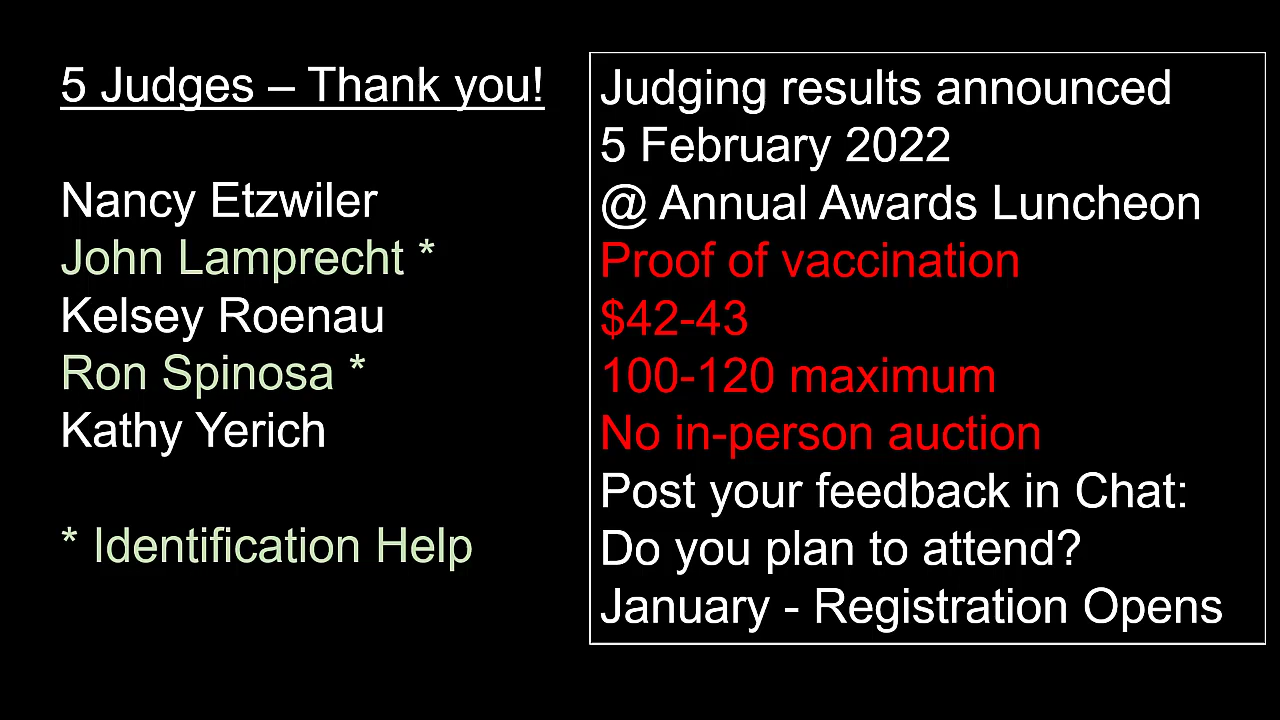 5 Judges – Thank you!
Nancy Etzwiler
John Lamprecht *
Kelsey Roenau
Ron Spinosa *
Kathy Yerich
* Identification Help
Judging results announced
5 February 2022
@ Annual Awards Luncheon
Proof of vaccination
$42-43
100-120 maximum
No in-person auction
Post your feedback in Chat:
Do you plan to attend?
January - Registration Opens